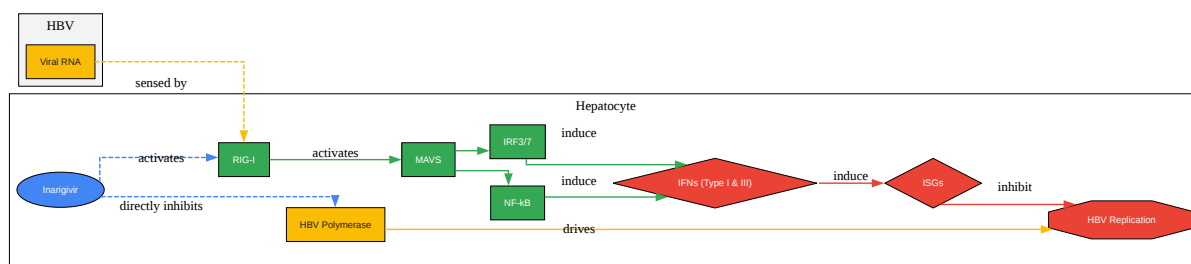 HBV
Viral RNA
sensed by
Hepatocyte
IRF3/7
induce
activates
RIG-I
activates
MAVS
Inarigivir
induce
IFNs (Type I & III)
induce
ISGs
inhibit
directly inhibits
NF-kB
HBV Polymerase
drives
HBV Replication